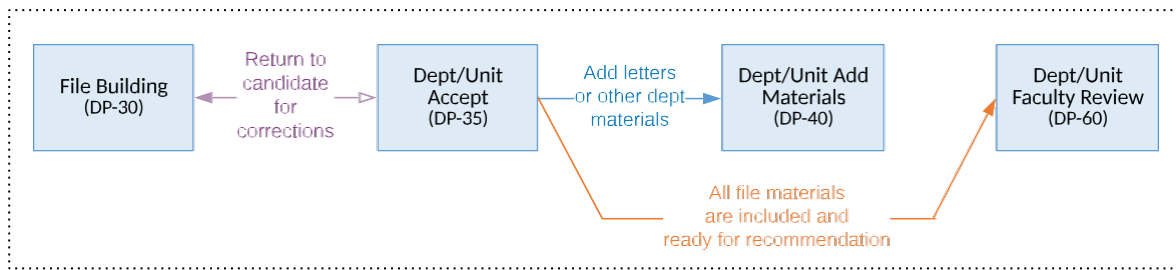 File Building
(DP-30)
Return to
candidate
for
corrections
Dept/Unit
Accept
(DP-35)
Add letters
or other dept
materials
Dept/Unit Add
Materials
(DP-40)
Dept/Unit
Faculty Review
(DP-60)
All file materials
are included and
ready for recommendation